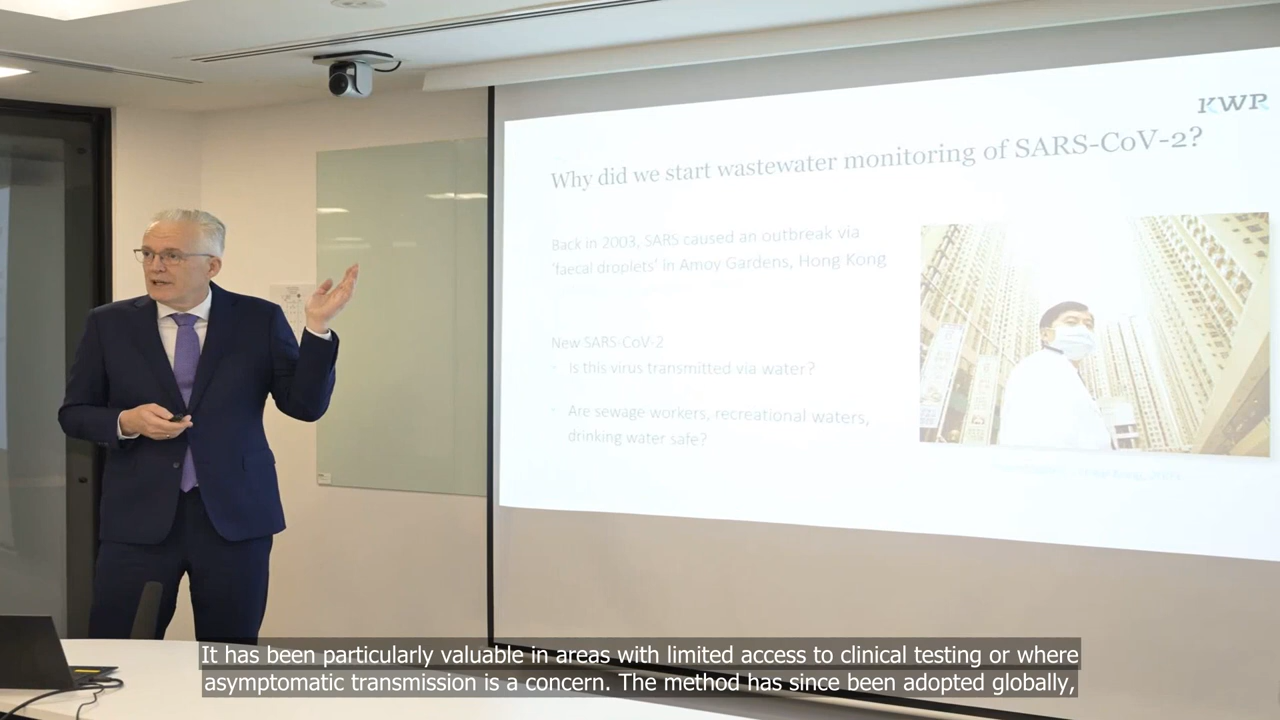 KWR
Why did we start wastewater monitoring of SARS-CoV-2?
Back in 2003, SARS caused an outbreak via
'faecal droplets' in Amoy Gardens, Hong Kong
New SARS-CoV-2
· Is this virus transmitted via water?
· Are sewage workers, recreational waters,
drinking water safe?
It has been particularly valuable in areas with limited access to clinical testing or where
asymptomatic transmission is a concern. The method has since been adopted globally,